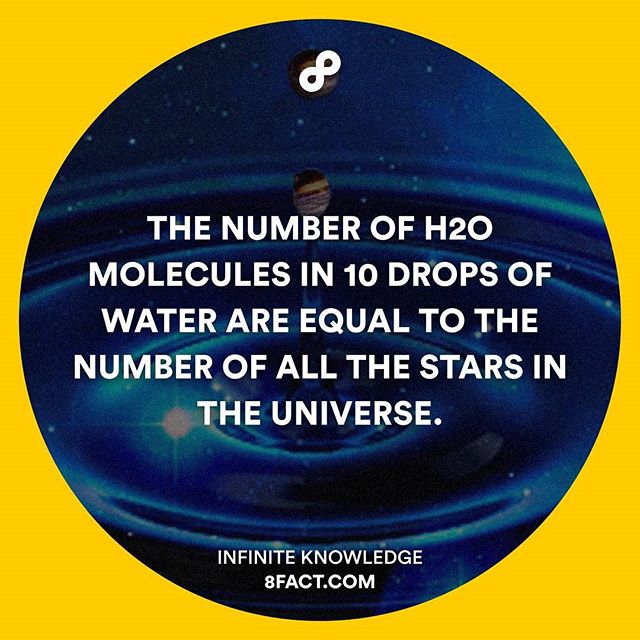 THE NUMBER OF H2O
MOLECULES IN 10 DROPS OF
WATER ARE EQUAL TO THE
NUMBER OF ALL THE STARS IN
THE UNIVERSE.
INFINITE KNOWLEDGE
8FACT.COM